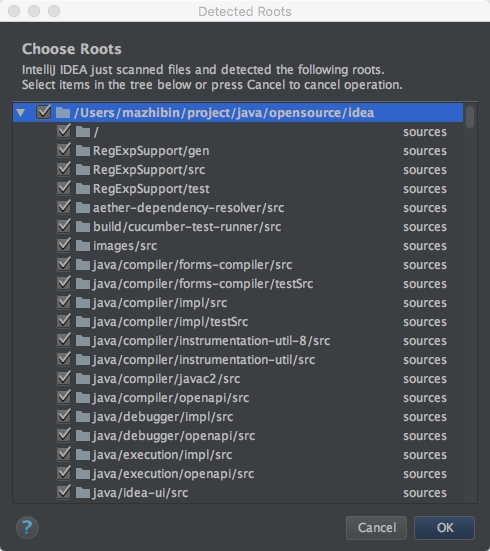 Detected Roots
Choose Roots
IntelliJ IDEA just scanned files and detected the following roots.
Select items in the tree below or press Cancel to cancel operation.
/Users/mazhibin/project/java/opensource/idea
/ sources
RegExpSupport/gen sources
RegExpSupport/src sources
RegExpSupport/test sources
aether-dependency-resolver/src sources
build/cucumber-test-runner/src sources
images/src sources
java/compiler/forms-compiler/src sources
java/compiler/forms-compiler/testSrc sources
java/compiler/impl/src sources
java/compiler/impl/testSrc sources
java/compiler/instrumentation-util-8/src sources
java/compiler/instrumentation-util/src sources
java/compiler/javac2/src sources
java/compiler/openapi/src sources
java/debugger/impl/src sources
java/debugger/openapi/src sources
java/execution/impl/src sources
java/execution/openapi/src sources
java/idea-ui/src sources
? Cancel OK